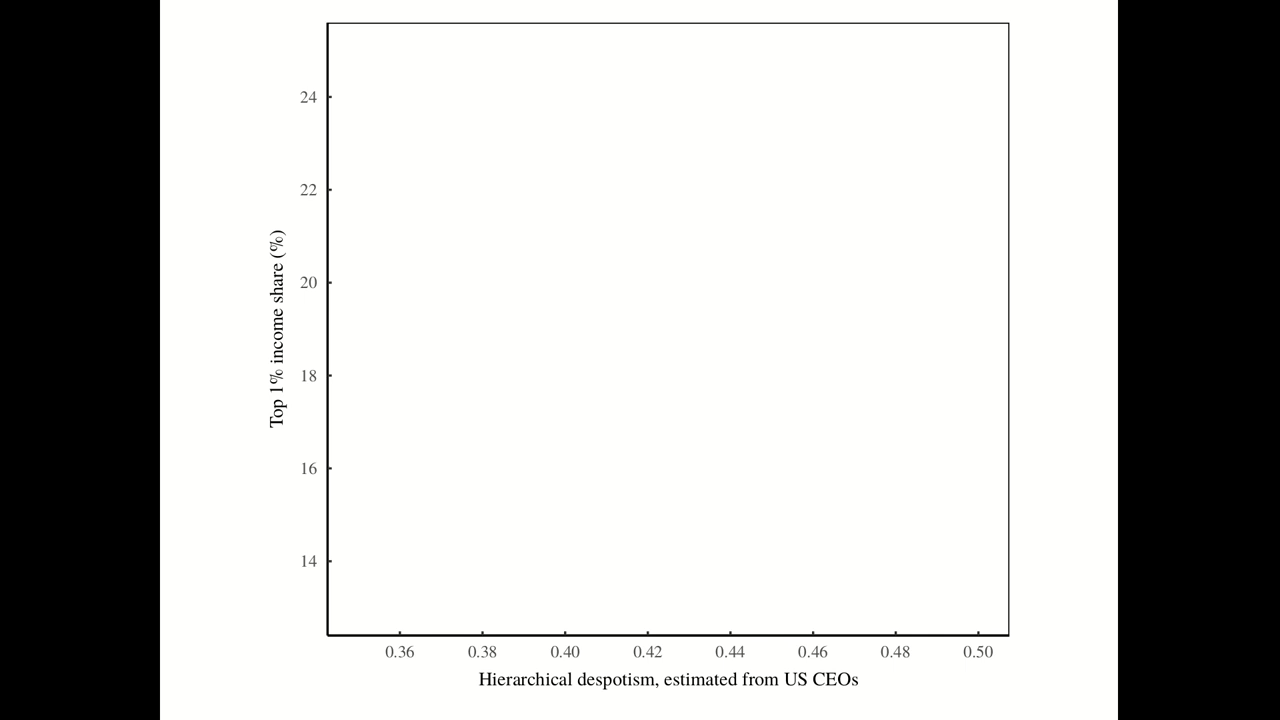 24
22
20
18
16
14
Top 1% income share (%)
0.36 0.38 0.40 0.42 0.44 0.46 0.48 0.50
Hierarchical despotism, estimated from US CEOs